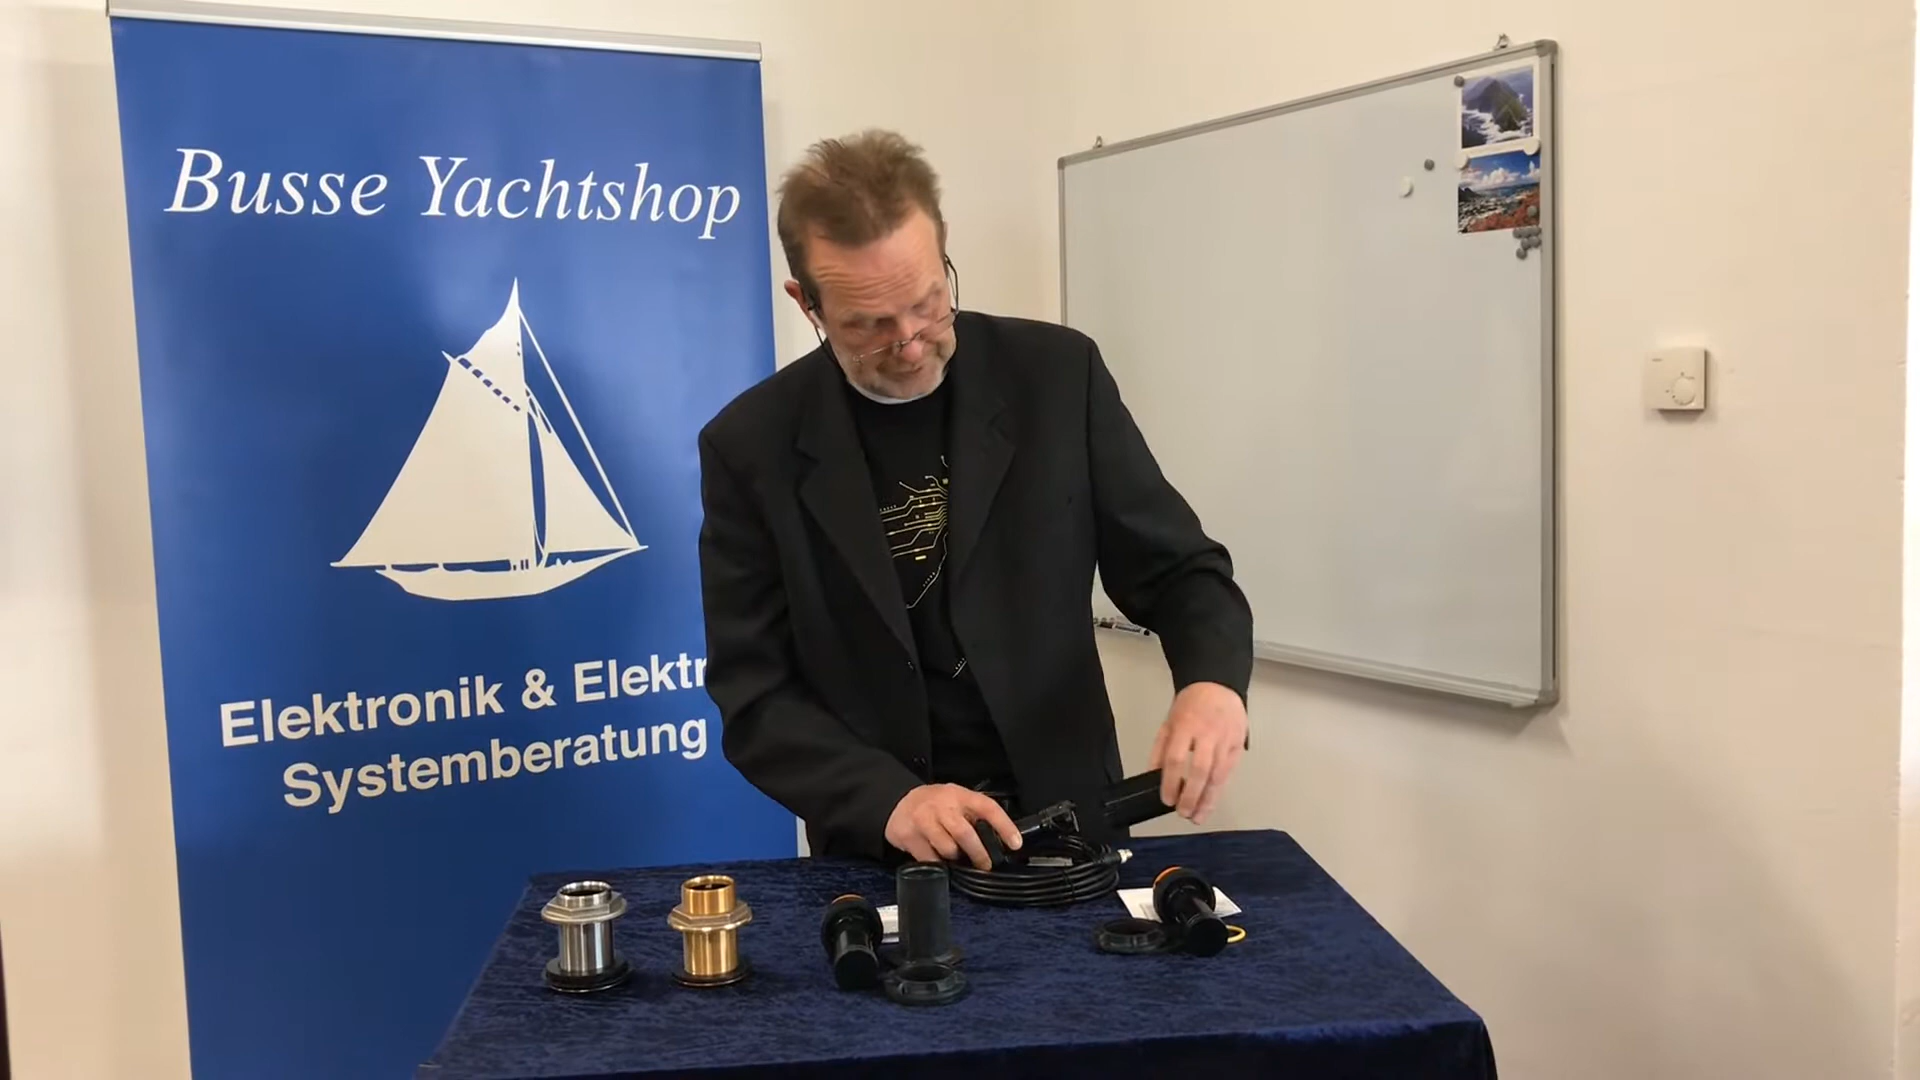 Busse Yachtshop
Elektronik & Elektr
Systemberatung